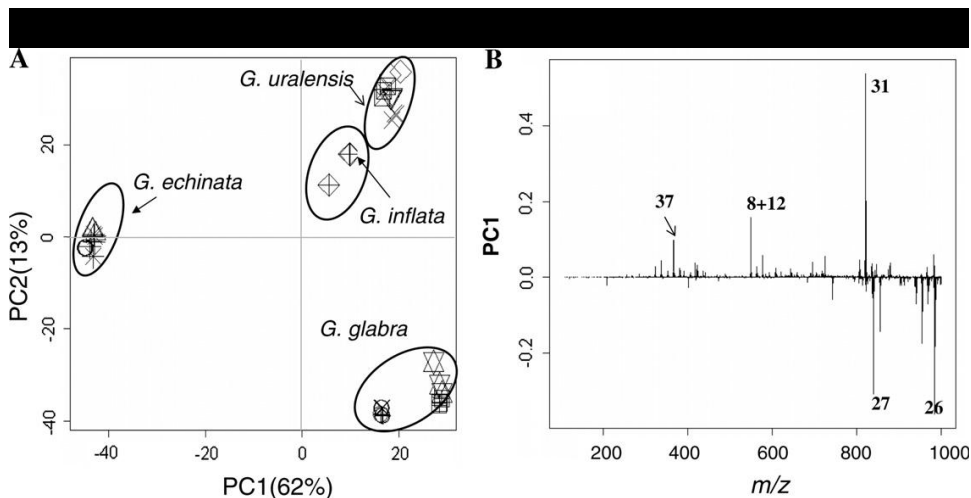 A
G. uralensis
G. echinata
G. inflata
G. glabra
20
0
-20
-40
-40
-20
0
20
PC2(13%)
PC1(62%)
B
31
37
8+12
27
26
0.4
0.2
0.0
-0.2
200
400
600
800
1000
PC1
m/z